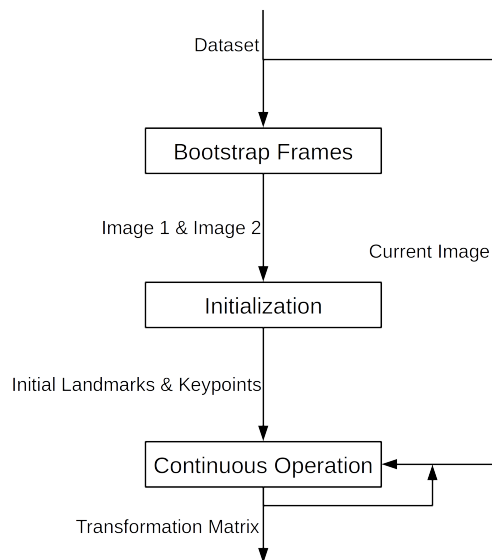 Dataset
Bootstrap Frames
Image 1 & Image 2
Current Image
Initialization
Initial Landmarks & Keypoints
Continuous Operation
Transformation Matrix